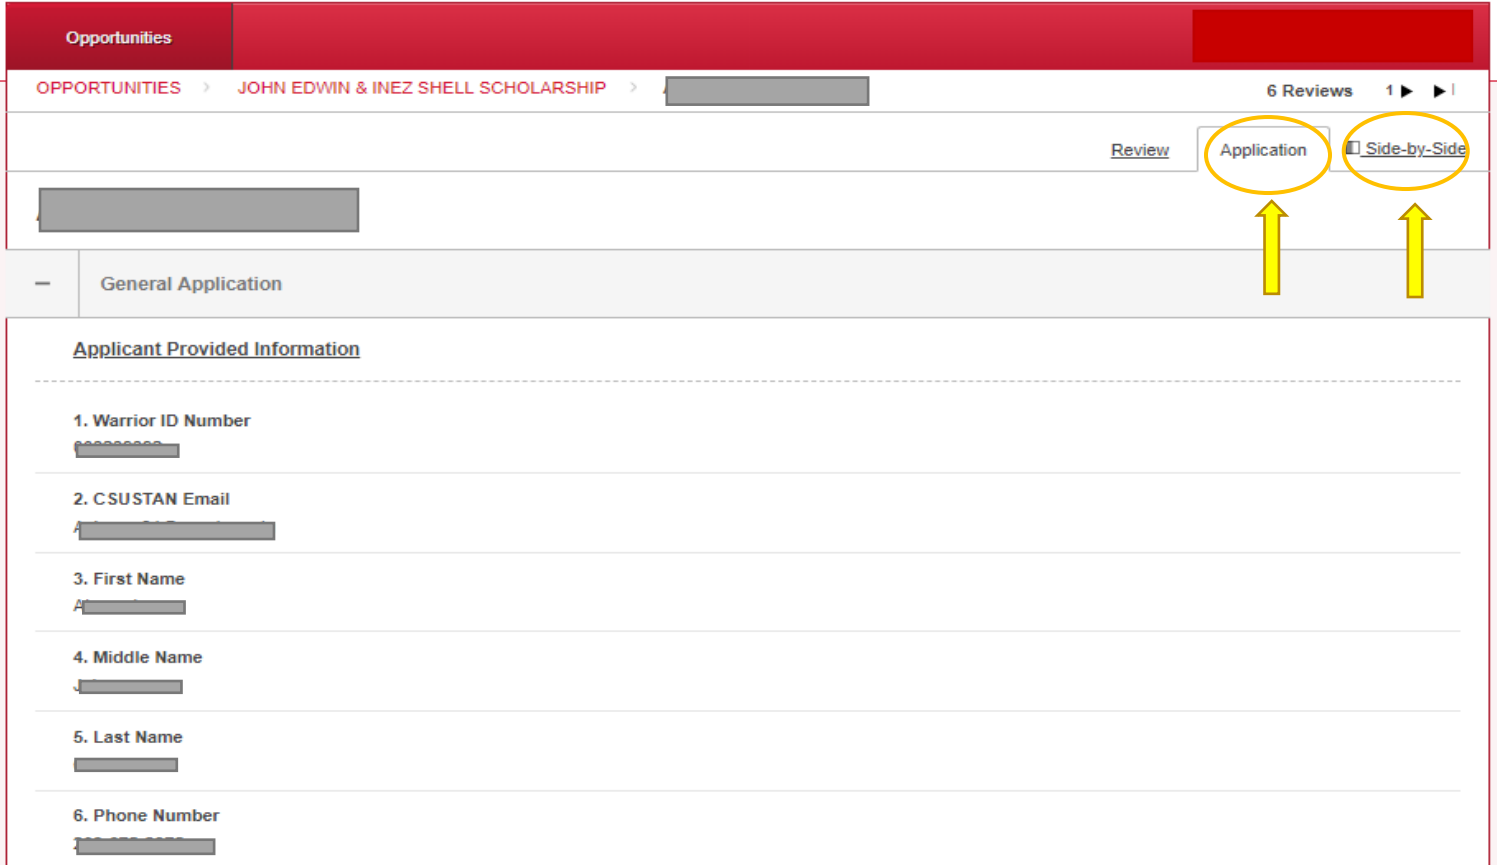 Opportunities
OPPORTUNITIES > JOHN EDWIN & INEZ SHELL SCHOLARSHIP >
6 Reviews 1
Review Application Side-by-Side
General Application
Applicant Provided Information
1. Warrior ID Number
2. CSUSTAN Email
3. First Name
4. Middle Name
5. Last Name
6. Phone Number